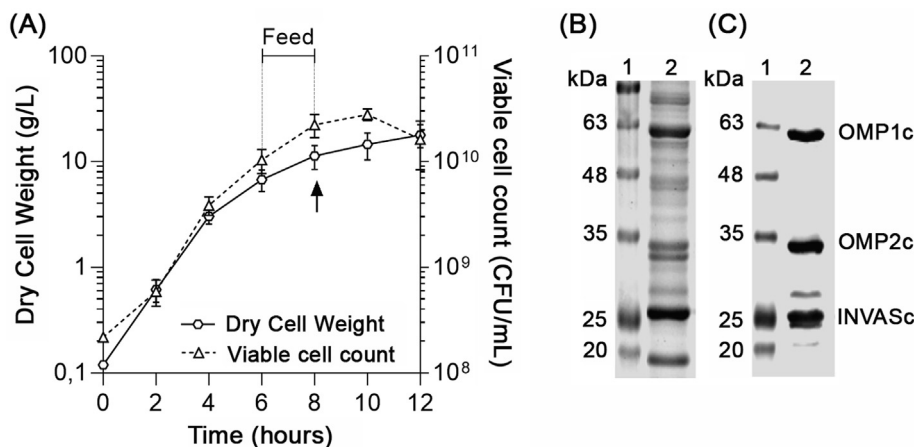 (A)
Feed
Dry Cell Weight (g/L)
100
10
1
0,1
10¹¹
10¹⁰
10⁹
10⁸
Viable cell count (CFU/mL)
Dry Cell Weight
Viable cell count
0 2 4 6 8 10 12
Time (hours)
(B)
kDa 1 2
63
48
35
25
20
(C)
kDa 1 2
63
48
35
25
20
OMP1c
OMP2c
INVASc